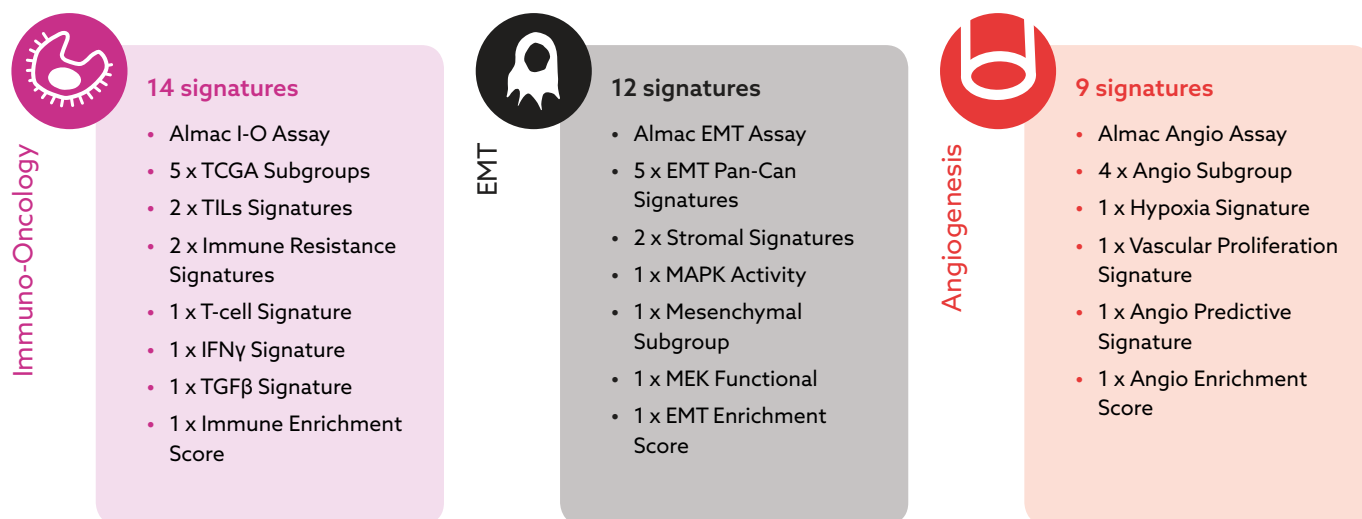 Immuno-Oncology
14 signatures
• Almac I-O Assay
• 5 x TCGA Subgroups
• 2 x TILs Signatures
• 2 x Immune Resistance
Signatures
• 1 x T-cell Signature
• 1 x IFNγ Signature
• 1 x TGFβ Signature
• 1 x Immune Enrichment
Score
EMT
12 signatures
• Almac EMT Assay
• 5 x EMT Pan-Can
Signatures
• 2 x Stromal Signatures
• 1 x MAPK Activity
• 1 x Mesenchymal
Subgroup
• 1 x MEK Functional
• 1 x EMT Enrichment
Score
Angiogenesis
9 signatures
• Almac Angio Assay
• 4 x Angio Subgroup
• 1 x Hypoxia Signature
• 1 x Vascular Proliferation
Signature
• 1 x Angio Predictive
Signature
• 1 x Angio Enrichment
Score